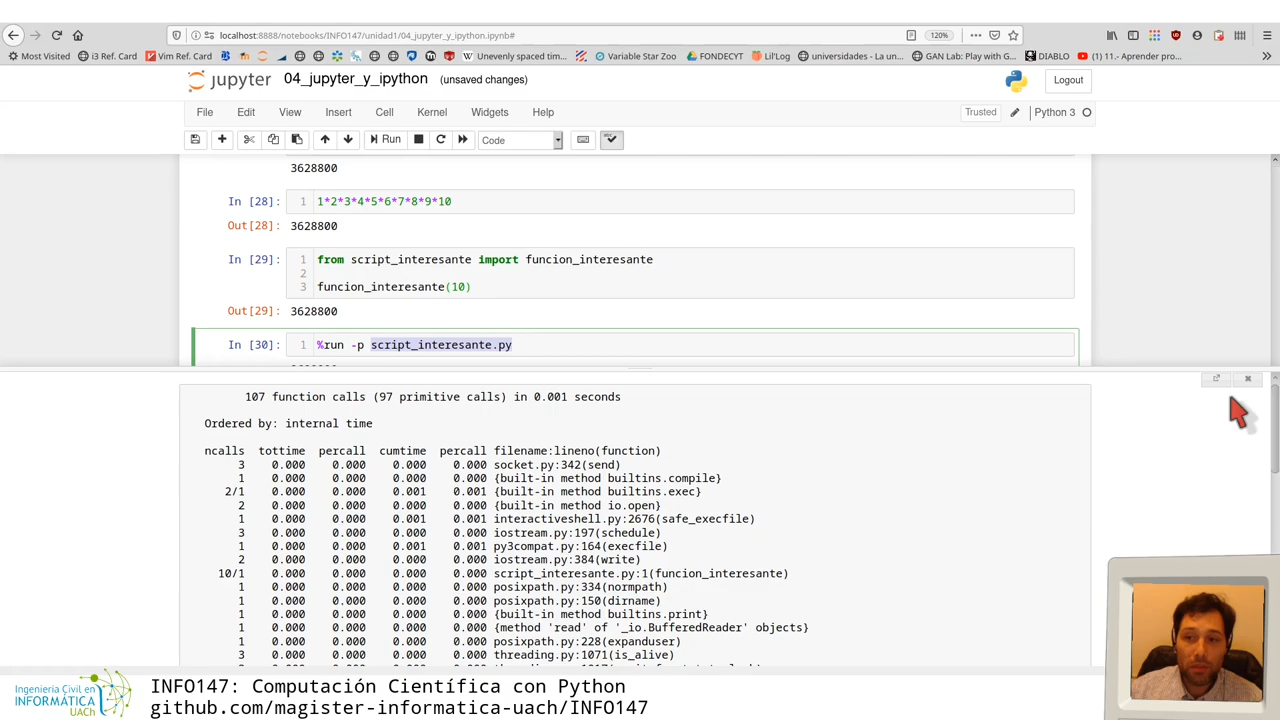 localhost:8888/notebooks/INFO147/unidad1/04_jupyter_y_ipython.ipynb#
120%
Most Visited i3 Ref. Card Vim Ref. Card Unevenly spaced tim... Variable Star Zoo FONDECYT Lil'Log universidades - La un... GAN Lab: Play with G... DIABLO (1) 11.- Aprender pro...
jupyter 04_jupyter_y_ipython (unsaved changes) Logout
File Edit View Insert Cell Kernel Widgets Help Trusted Python 3
Run Code
3628800
In [28]: 1 1*2*3*4*5*6*7*8*9*10
Out[28]: 3628800
In [29]: 1 from script_interesante import funcion_interesante
2
3 funcion_interesante(10)
Out[29]: 3628800
In [30]: 1 %run -p script_interesante.py
107 function calls (97 primitive calls) in 0.001 seconds
Ordered by: internal time
ncalls tottime percall cumtime percall filename:lineno(function)
3 0.000 0.000 0.000 0.000 socket.py:342(send)
1 0.000 0.000 0.000 0.000 {built-in method builtins.compile}
2/1 0.000 0.000 0.001 0.001 {built-in method builtins.exec}
2 0.000 0.000 0.000 0.000 {built-in method io.open}
1 0.000 0.000 0.001 0.001 interactiveshell.py:2676(safe_execfile)
3 0.000 0.000 0.000 0.000 iostream.py:197(schedule)
1 0.000 0.000 0.001 0.001 py3compat.py:164(execfile)
2 0.000 0.000 0.000 0.000 iostream.py:384(write)
10/1 0.000 0.000 0.000 0.000 script_interesante.py:1(funcion_interesante)
1 0.000 0.000 0.000 0.000 posixpath.py:334(normpath)
1 0.000 0.000 0.000 0.000 posixpath.py:150(dirname)
1 0.000 0.000 0.000 0.000 {built-in method builtins.print}
1 0.000 0.000 0.000 0.000 {method 'read' of '_io.BufferedReader' objects}
1 0.000 0.000 0.000 0.000 posixpath.py:228(expanduser)
3 0.000 0.000 0.000 0.000 threading.py:1071(is_alive)
Ingeniería Civil en
INFORMÁTICA
UACh
INFO147: Computación Científica con Python
github.com/magister-informatica-uach/INFO147